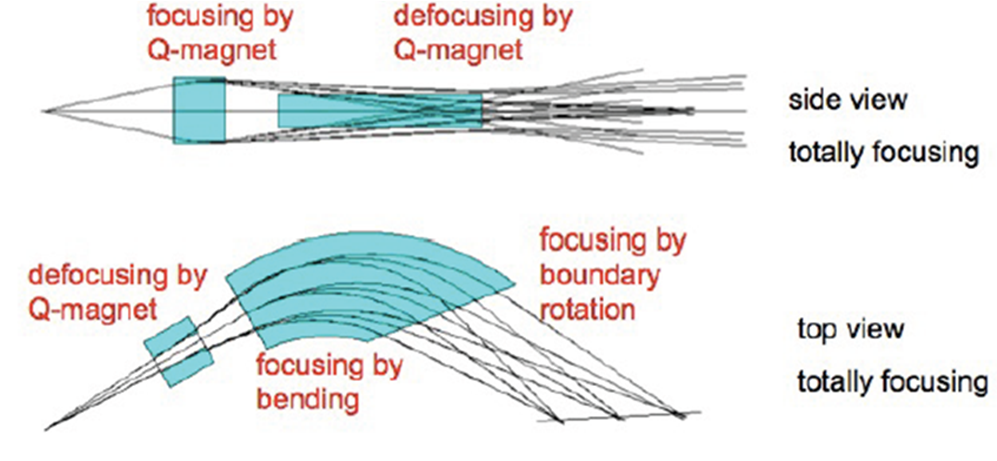 focusing by
Q-magnet
defocusing by
Q-magnet
side view
totally focusing
defocusing by
Q-magnet
focusing by
bending
focusing by
boundary
rotation
top view
totally focusing